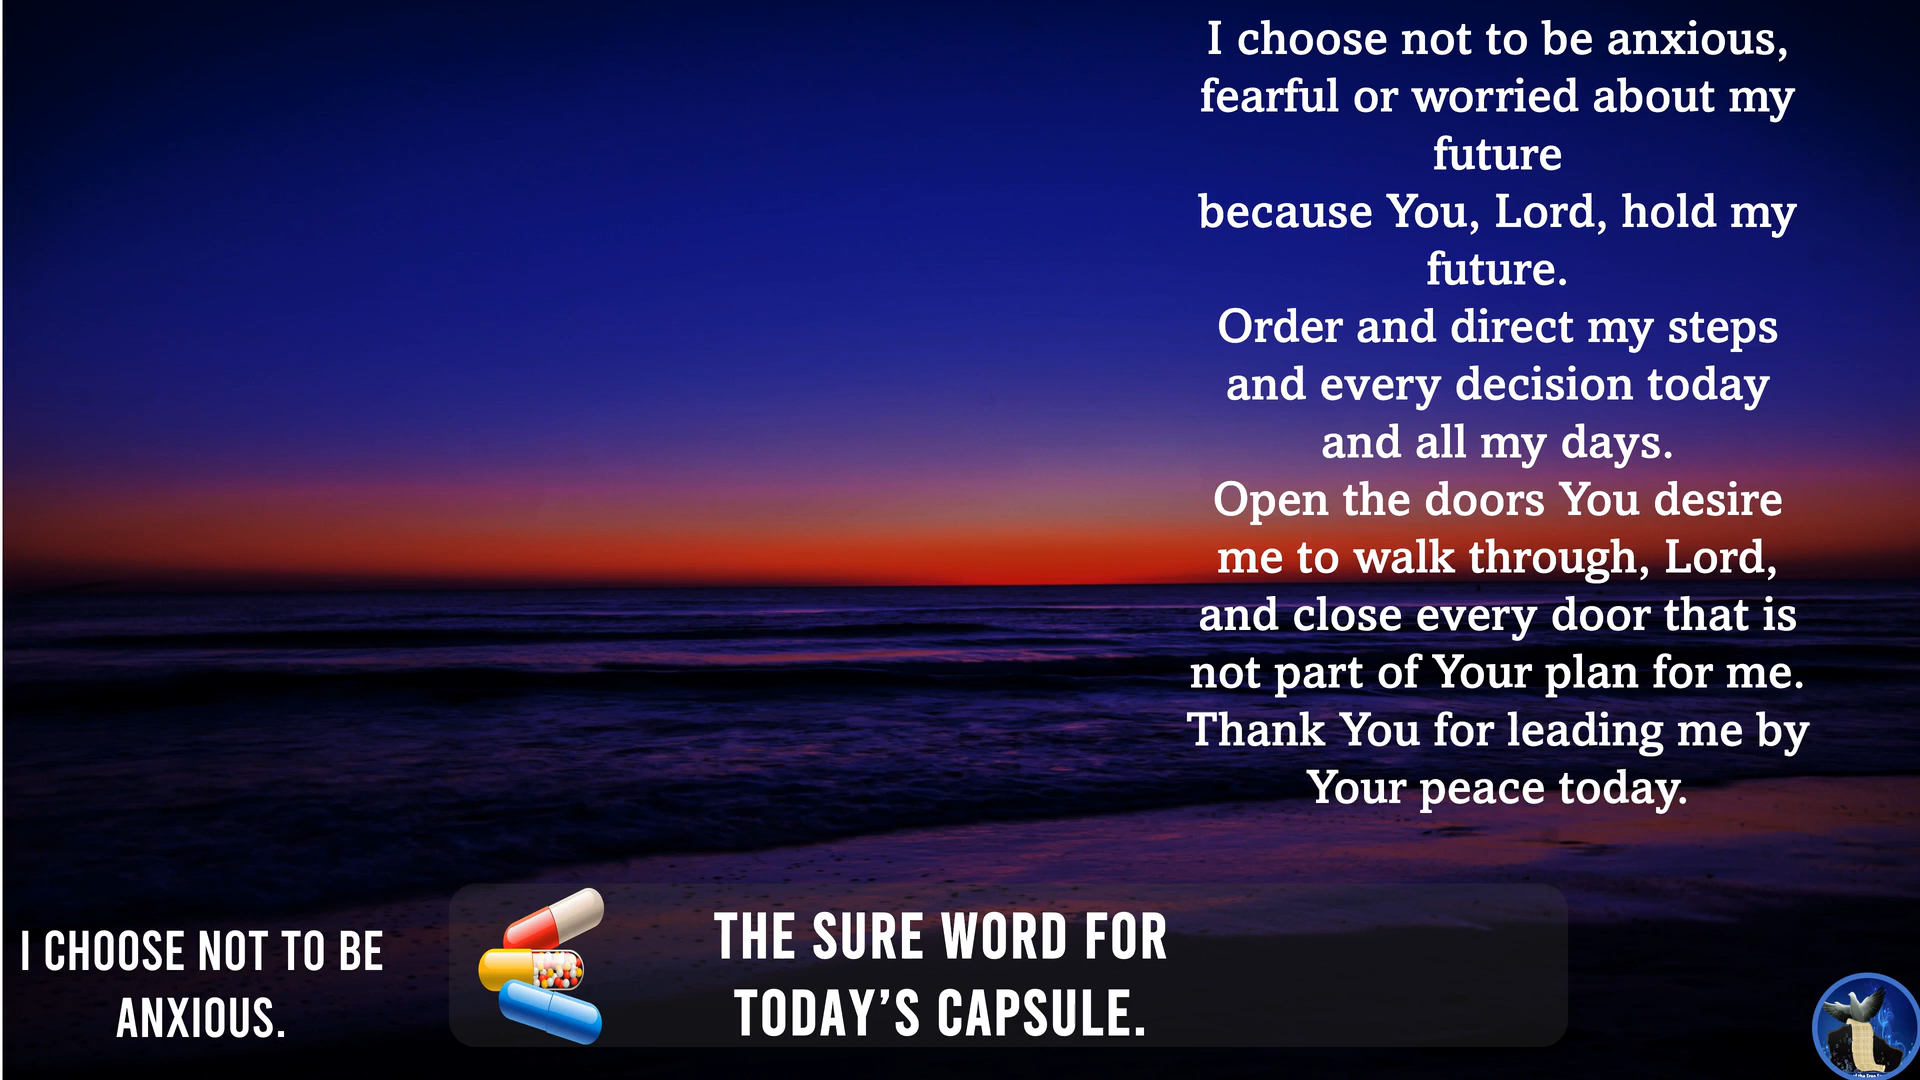 I choose not to be anxious,
fearful or worried about my
future
because You, Lord, hold my
future.
Order and direct my steps
and every decision today
and all my days.
Open the doors You desire
me to walk through, Lord,
and close every door that is
not part of Your plan for me.
Thank You for leading me by
Your peace today.
I CHOOSE NOT TO BE
ANXIOUS.
THE SURE WORD FOR
TODAY’S CAPSULE.